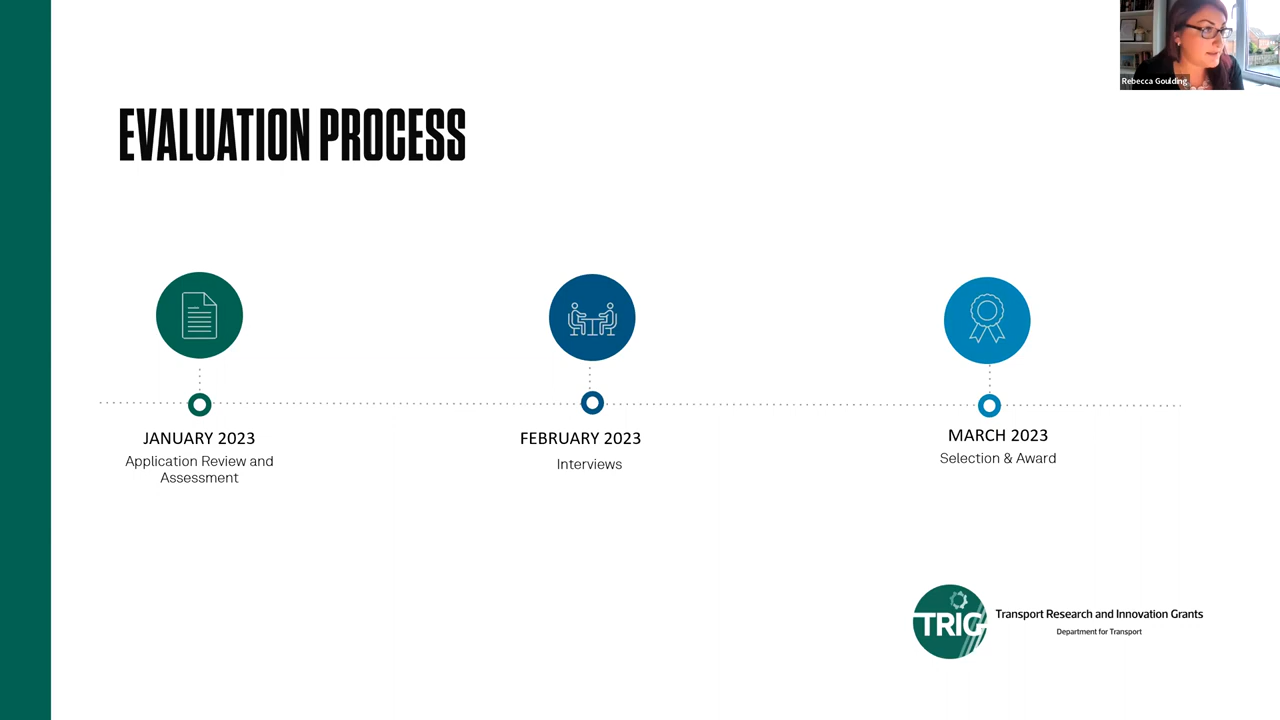 Rebecca Goulding
EVALUATION PROCESS
JANUARY 2023
Application Review and
Assessment
FEBRUARY 2023
Interviews
MARCH 2023
Selection & Award
TRIG
Transport Research and Innovation Grants
Department for Transport